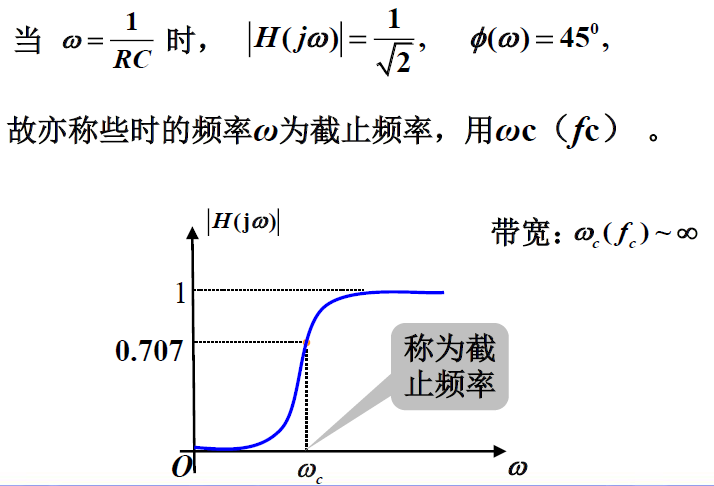 当 ω = 1/RC 时， |H(jω)| = 1/√2, ϕ(ω) = 45⁰,
故亦称些时的频率ω为截止频率，用ωc（fc） 。
|H(jω)|
带宽: ω_c(f_c) ~ ∞
1
0.707
称为截
止频率
O
ω_c
ω